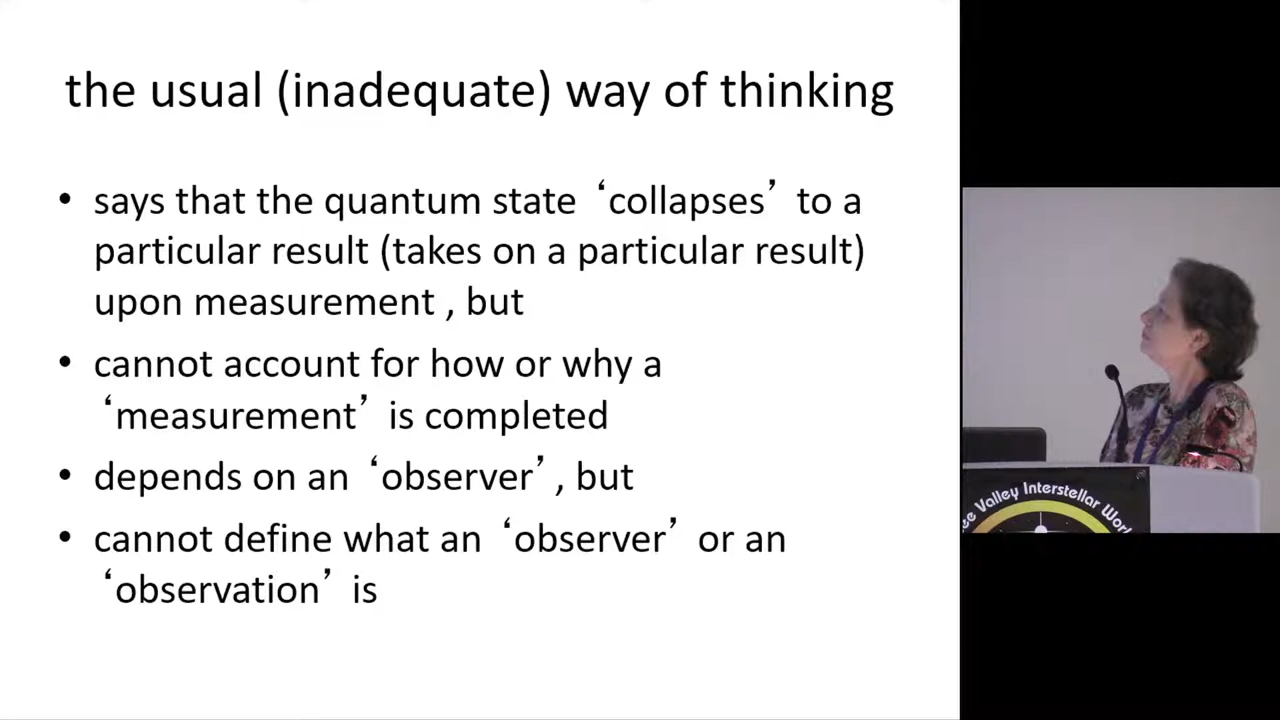 the usual (inadequate) way of thinking
• says that the quantum state ‘collapses’ to a
particular result (takes on a particular result)
upon measurement , but
• cannot account for how or why a
‘measurement’ is completed
• depends on an ‘observer’, but
• cannot define what an ‘observer’ or an
‘observation’ is
Valley Interstellar